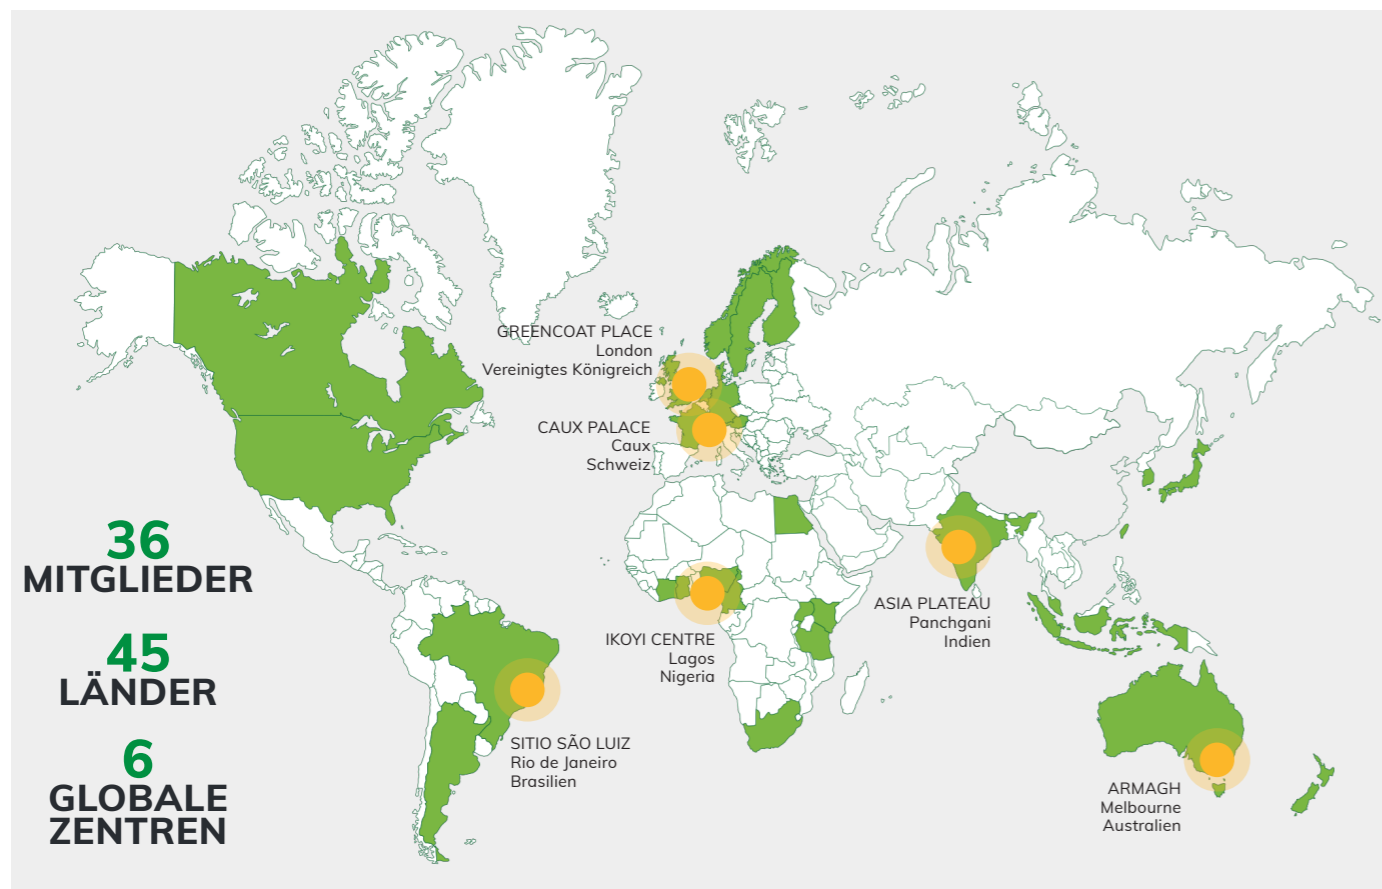 GREENCOAT PLACE
London
Vereinigtes Königreich
CAUX PALACE
Caux
Schweiz
36
MITGLIEDER
45
LÄNDER
6
GLOBALE
ZENTREN
IKOYI CENTRE
Lagos
Nigeria
ASIA PLATEAU
Panchgani
Indien
SITIO SÃO LUIZ
Rio de Janeiro
Brasilien
ARMAGH
Melbourne
Australien